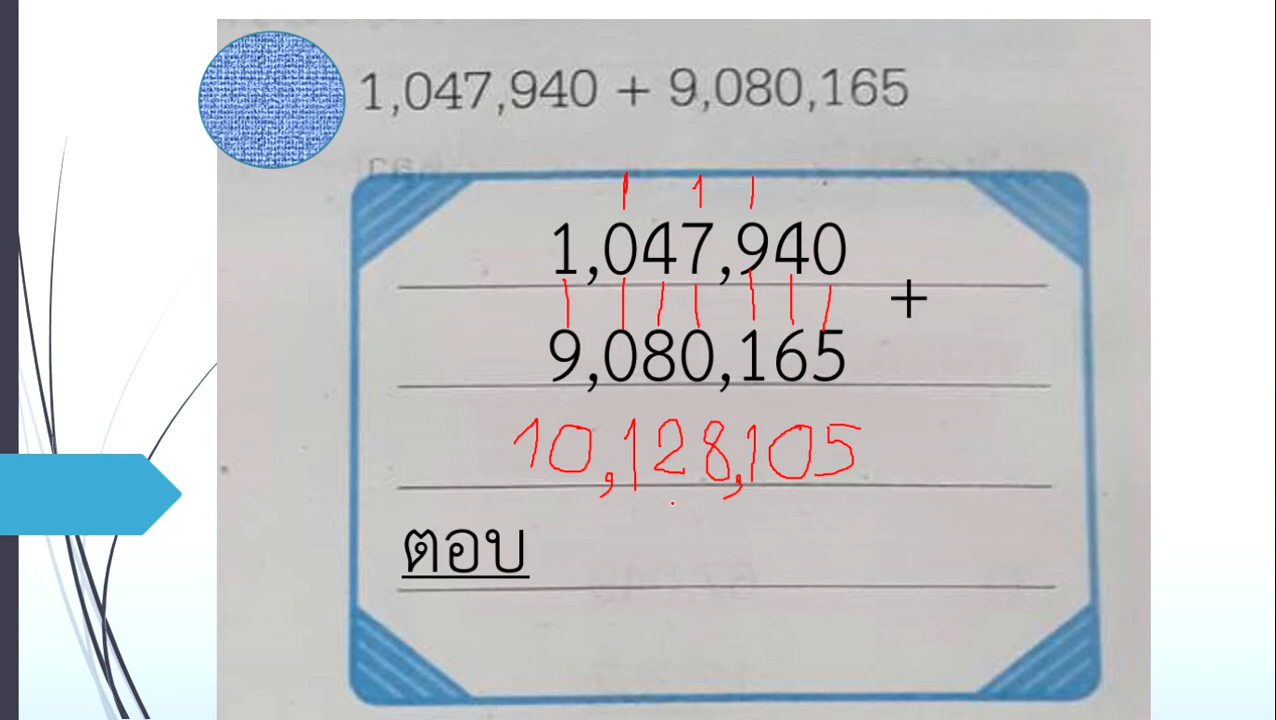 1,047,940 + 9,080,165
1 1 1
1,047,940
+
9,080,165
10,128,105
ตอบ